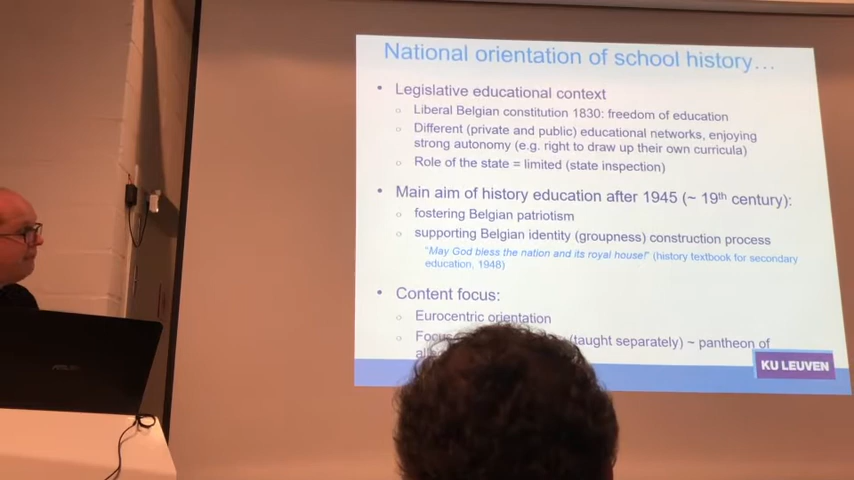 National orientation of school history…
• Legislative educational context
○ Liberal Belgian constitution 1830: freedom of education
○ Different (private and public) educational networks, enjoying
strong autonomy (e.g. right to draw up their own curricula)
○ Role of the state = limited (state inspection)
• Main aim of history education after 1945 (~ 19th century):
○ fostering Belgian patriotism
○ supporting Belgian identity (groupness) construction process
"May God bless the nation and its royal house!" (history textbook for secondary
education, 1948)
• Content focus:
○ Eurocentric orientation
○ (taught separately) ~ pantheon of
KU LEUVEN